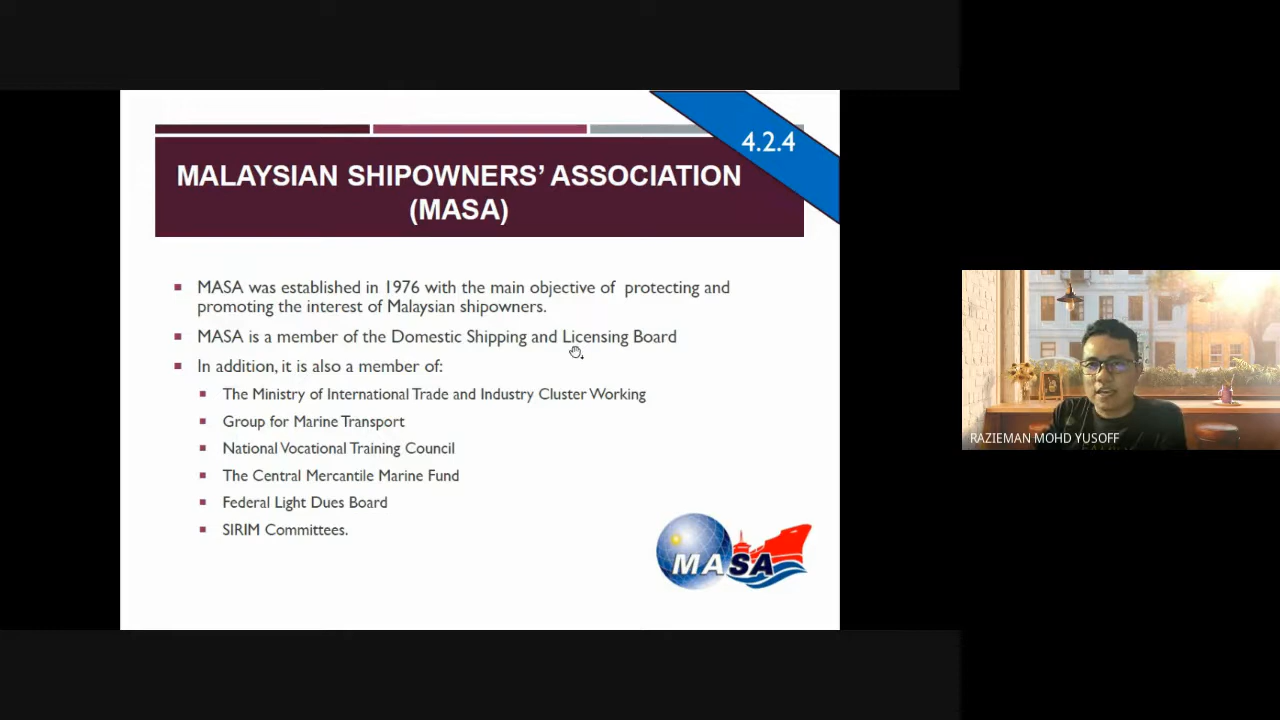 4.2.4
MALAYSIAN SHIPOWNERS’ ASSOCIATION
(MASA)
MASA was established in 1976 with the main objective of protecting and
promoting the interest of Malaysian shipowners.
MASA is a member of the Domestic Shipping and Licensing Board
In addition, it is also a member of:
The Ministry of International Trade and Industry Cluster Working
Group for Marine Transport
National Vocational Training Council
The Central Mercantile Marine Fund
Federal Light Dues Board
SIRIM Committees.
MASA
RAZIEMAN MOHD YUSOFF